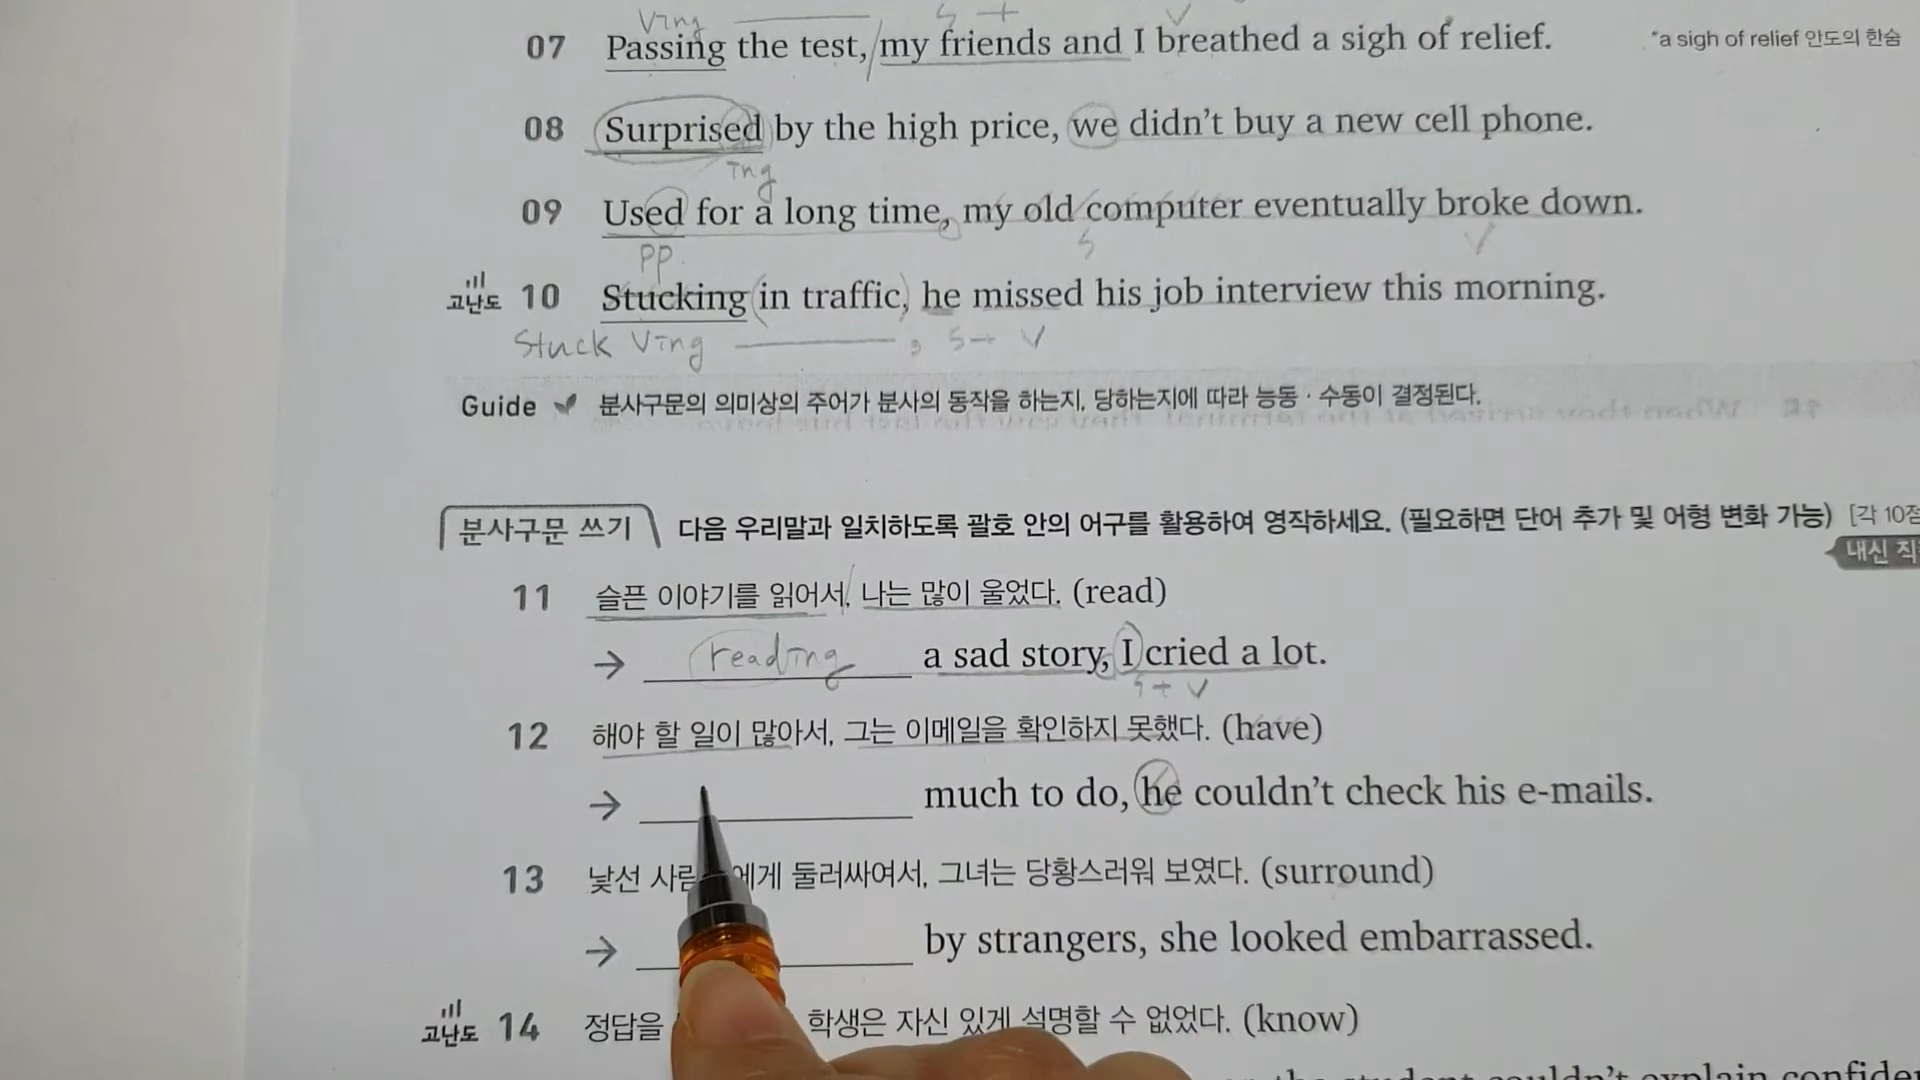 Ving S + V
07 Passing the test, my friends and I breathed a sigh of relief. *a sigh of relief 안도의 한숨
08 Surprised by the high price, we didn't buy a new cell phone.
ing
09 Used for a long time, my old computer eventually broke down.
PP. S V
고난도 10 Stucking in traffic, he missed his job interview this morning.
Stuck Ving , S+ V
Guide 분사구문의 의미상의 주어가 분사의 동작을 하는지, 당하는지에 따라 능동·수동이 결정된다.
분사구문 쓰기 다음 우리말과 일치하도록 괄호 안의 어구를 활용하여 영작하세요. (필요하면 단어 추가 및 어형 변화 가능) [각 10점
내신 직
11 슬픈 이야기를 읽어서, 나는 많이 울었다. (read)
→ reading a sad story, I cried a lot.
S + V
12 해야 할 일이 많아서, 그는 이메일을 확인하지 못했다. (have)
→ much to do, he couldn't check his e-mails.
13 낯선 에게 둘러싸여서, 그녀는 당황스러워 보였다. (surround)
→ by strangers, she looked embarrassed.
고난도 14 정답을 학생은 자신 있게 설명할 수 없었다. (know)
the student couldn't explain